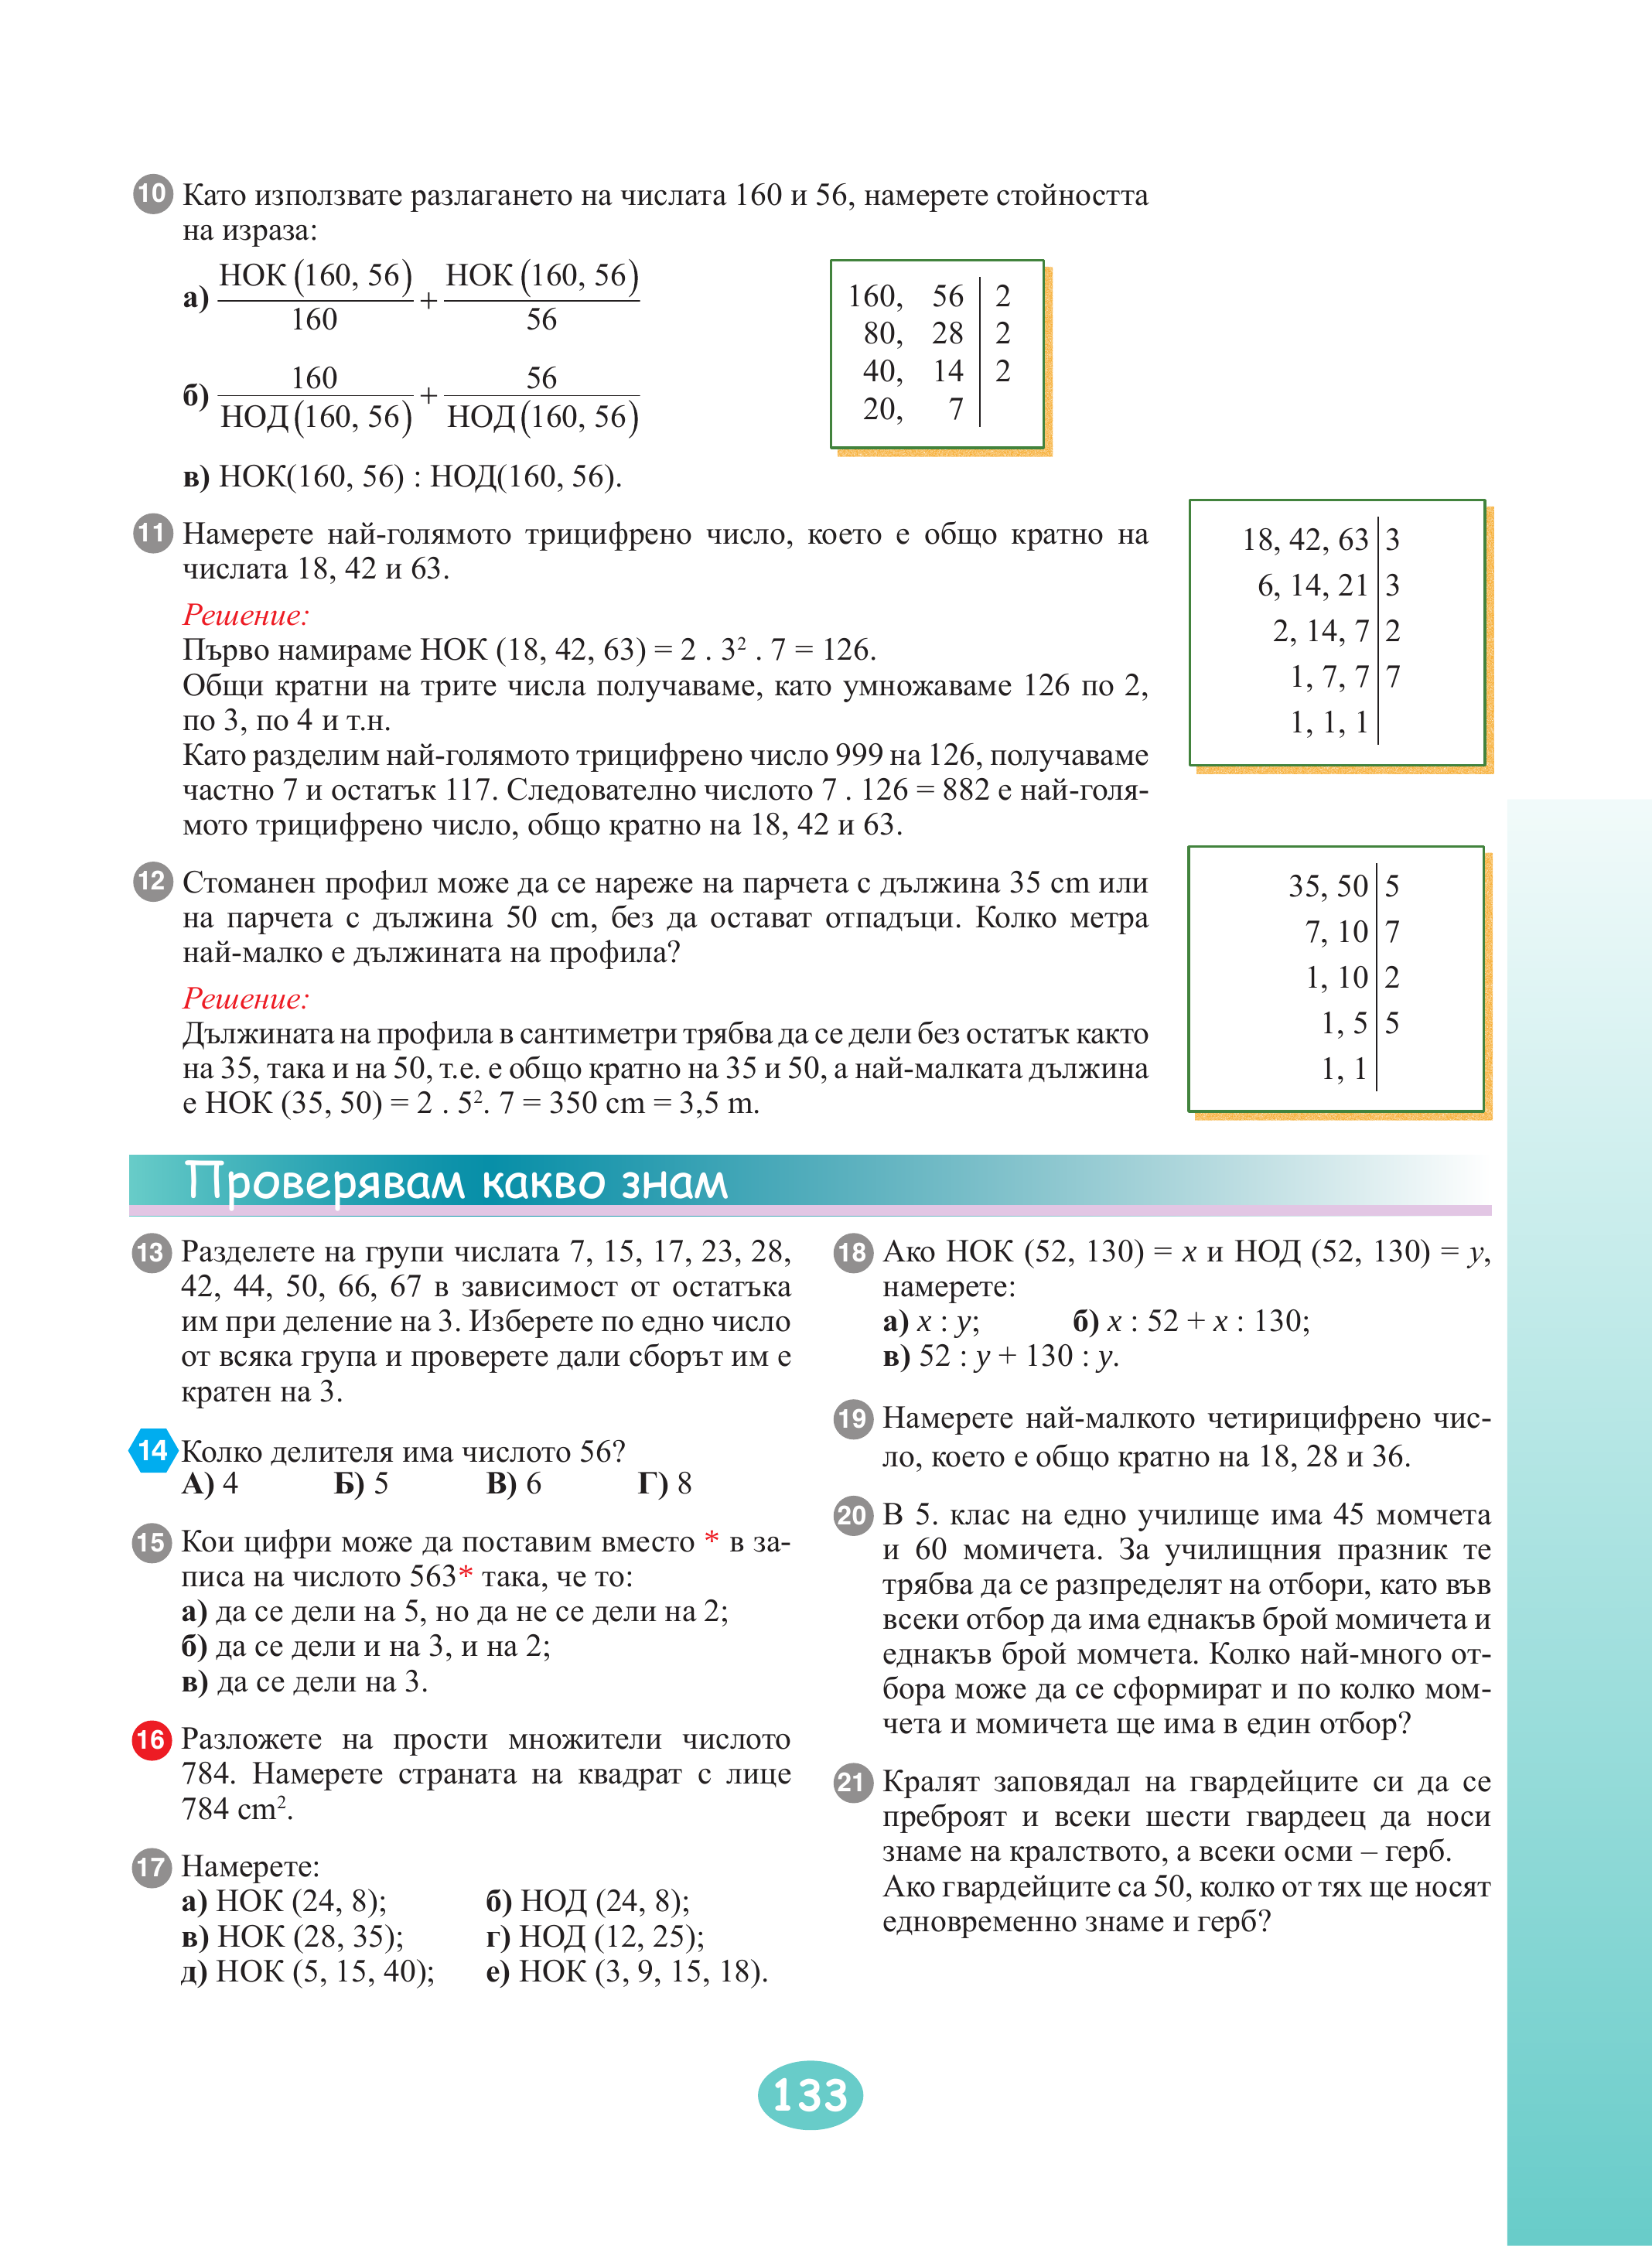 10 Като използвате разлагането на числата 160 и 56, намерете стойността
на израза:
а) НОК (160, 56) / 160 + НОК (160, 56) / 56
б) 160 / НОД (160, 56) + 56 / НОД (160, 56)
в) НОК(160, 56) : НОД(160, 56).
160, 56 | 2
80, 28 | 2
40, 14 | 2
20, 7 |
11 Намерете най-голямото трицифрено число, което е общо кратно на
числата 18, 42 и 63.
Решение:
Първо намираме НОК (18, 42, 63) = 2 . 3² . 7 = 126.
Общи кратни на трите числа получаваме, като умножаваме 126 по 2,
по 3, по 4 и т.н.
Като разделим най-голямото трицифрено число 999 на 126, получаваме
частно 7 и остатък 117. Следователно числото 7 . 126 = 882 е най-голя-
мото трицифрено число, общо кратно на 18, 42 и 63.
18, 42, 63 | 3
6, 14, 21 | 3
2, 14, 7 | 2
1, 7, 7 | 7
1, 1, 1 |
12 Стоманен профил може да се нареже на парчета с дължина 35 cm или
на парчета с дължина 50 cm, без да остават отпадъци. Колко метра
най-малко е дължината на профила?
Решение:
Дължината на профила в сантиметри трябва да се дели без остатък както
на 35, така и на 50, т.е. е общо кратно на 35 и 50, а най-малката дължина
е НОК (35, 50) = 2 . 5². 7 = 350 cm = 3,5 m.
35, 50 | 5
7, 10 | 7
1, 10 | 2
1, 5 | 5
1, 1 |
Проверявам какво знам
13 Разделете на групи числата 7, 15, 17, 23, 28,
42, 44, 50, 66, 67 в зависимост от остатъка
им при деление на 3. Изберете по едно число
от всяка група и проверете дали сборът им е
кратен на 3.
14 Колко делителя има числото 56?
А) 4 Б) 5 В) 6 Г) 8
15 Кои цифри може да поставим вместо * в за-
писа на числото 563* така, че то:
а) да се дели на 5, но да не се дели на 2;
б) да се дели и на 3, и на 2;
в) да се дели на 3.
16 Разложете на прости множители числото
784. Намерете страната на квадрат с лице
784 cm².
17 Намерете:
а) НОК (24, 8); б) НОД (24, 8);
в) НОК (28, 35); г) НОД (12, 25);
д) НОК (5, 15, 40); е) НОК (3, 9, 15, 18).
18 Ако НОК (52, 130) = x и НОД (52, 130) = y,
намерете:
а) x : y; б) x : 52 + x : 130;
в) 52 : y + 130 : y.
19 Намерете най-малкото четирицифрено чис-
ло, което е общо кратно на 18, 28 и 36.
20 В 5. клас на едно училище има 45 момчета
и 60 момичета. За училищния празник те
трябва да се разпределят на отбори, като във
всеки отбор да има еднакъв брой момичета и
еднакъв брой момчета. Колко най-много от-
бора може да се сформират и по колко мом-
чета и момичета ще има в един отбор?
21 Кралят заповядал на гвардейците си да се
преброят и всеки шести гвардеец да носи
знаме на кралството, а всеки осми – герб.
Ако гвардейците са 50, колко от тях ще носят
едновременно знаме и герб?
133